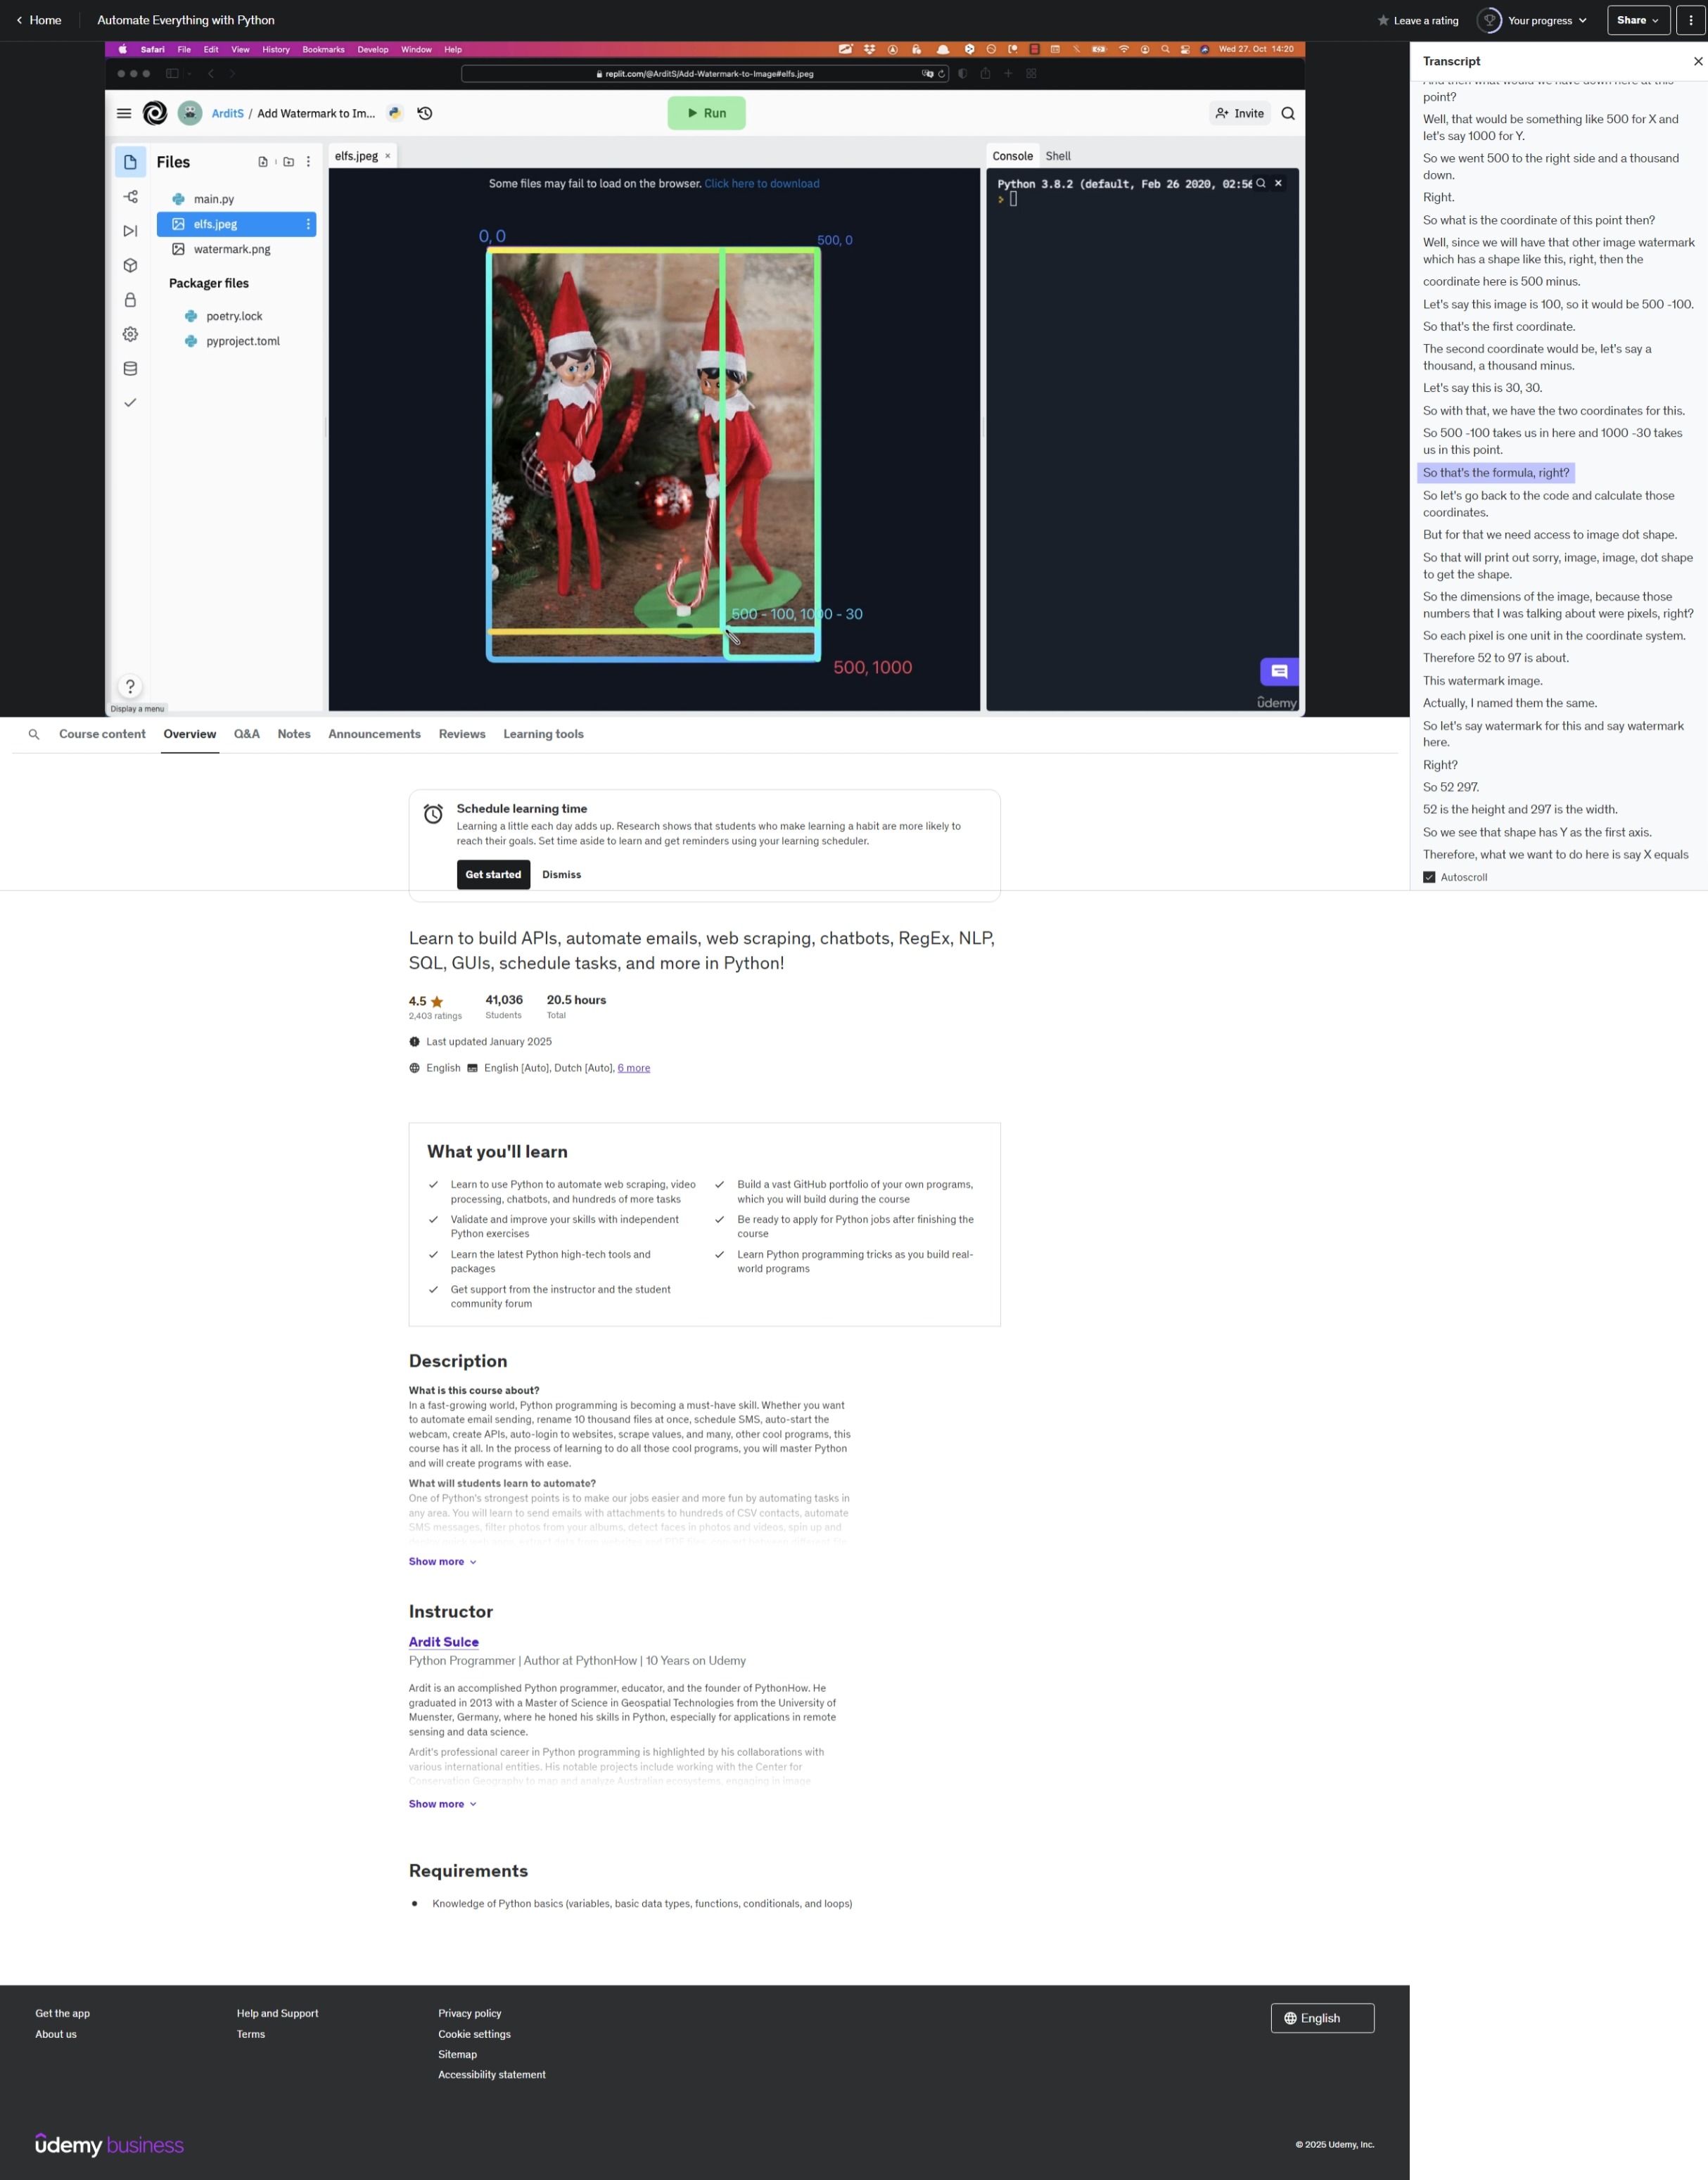 Home
Automate Everything with Python
Leave a rating
Your progress
Share
Safari File Edit View History Bookmarks Develop Window Help
Wed 27. Oct 14:20
replit.com/@ArditS/Add-Watermark-to-Image#elfs.jpeg
ArditS / Add Watermark to Im...
Run
Invite
Files
main.py
elfs.jpeg
watermark.png
Packager files
poetry.lock
pyproject.toml
?
Display a menu
elfs.jpeg ×
Some files may fail to load on the browser. Click here to download
0, 0
500, 0
500 - 100, 1000 - 30
500, 1000
Console Shell
Python 3.8.2 (default, Feb 26 2020, 02:56
>
ûdemy
Transcript
And then what would we have down here at this
point?
Well, that would be something like 500 for X and
let's say 1000 for Y.
So we went 500 to the right side and a thousand
down.
Right.
So what is the coordinate of this point then?
Well, since we will have that other image watermark
which has a shape like this, right, then the
coordinate here is 500 minus.
Let's say this image is 100, so it would be 500 -100.
So that's the first coordinate.
The second coordinate would be, let's say a
thousand, a thousand minus.
Let's say this is 30, 30.
So with that, we have the two coordinates for this.
So 500 -100 takes us in here and 1000 -30 takes
us in this point.
So that's the formula, right?
So let's go back to the code and calculate those
coordinates.
But for that we need access to image dot shape.
So that will print out sorry, image, image, dot shape
to get the shape.
So the dimensions of the image, because those
numbers that I was talking about were pixels, right?
So each pixel is one unit in the coordinate system.
Therefore 52 to 97 is about.
This watermark image.
Actually, I named them the same.
So let's say watermark for this and say watermark
here.
Right?
So 52 297.
52 is the height and 297 is the width.
So we see that shape has Y as the first axis.
Therefore, what we want to do here is say X equals
Autoscroll
Course content Overview Q&A Notes Announcements Reviews Learning tools
Schedule learning time
Learning a little each day adds up. Research shows that students who make learning a habit are more likely to
reach their goals. Set time aside to learn and get reminders using your learning scheduler.
Get started Dismiss
Learn to build APIs, automate emails, web scraping, chatbots, RegEx, NLP,
SQL, GUIs, schedule tasks, and more in Python!
4.5 ★ 41,036 20.5 hours
2,403 ratings Students Total
Last updated January 2025
English English [Auto], Dutch [Auto], 6 more
What you'll learn
Learn to use Python to automate web scraping, video
processing, chatbots, and hundreds of more tasks
Build a vast GitHub portfolio of your own programs,
which you will build during the course
Validate and improve your skills with independent
Python exercises
Be ready to apply for Python jobs after finishing the
course
Learn the latest Python high-tech tools and
packages
Learn Python programming tricks as you build real-
world programs
Get support from the instructor and the student
community forum
Description
What is this course about?
In a fast-growing world, Python programming is becoming a must-have skill. Whether you want
to automate email sending, rename 10 thousand files at once, schedule SMS, auto-start the
webcam, create APIs, auto-login to websites, scrape values, and many, other cool programs, this
course has it all. In the process of learning to do all those cool programs, you will master Python
and will create programs with ease.
What will students learn to automate?
One of Python's strongest points is to make our jobs easier and more fun by automating tasks in
any area. You will learn to send emails with attachments to hundreds of CSV contacts, automate
SMS messages, filter photos from your albums, detect faces in photos and videos, spin up and
Show more
Instructor
Ardit Sulce
Python Programmer | Author at PythonHow | 10 Years on Udemy
Ardit is an accomplished Python programmer, educator, and the founder of PythonHow. He
graduated in 2013 with a Master of Science in Geospatial Technologies from the University of
Muenster, Germany, where he honed his skills in Python, especially for applications in remote
sensing and data science.
Ardit's professional career in Python programming is highlighted by his collaborations with
various international entities. His notable projects include working with the Center for
Conservation Geography to map and analyze Australian ecosystems, engaging in image
Show more
Requirements
Knowledge of Python basics (variables, basic data types, functions, conditionals, and loops)
Get the app
About us
Help and Support
Terms
Privacy policy
Cookie settings
Sitemap
Accessibility statement
English
ûdemy business
© 2025 Udemy, Inc.